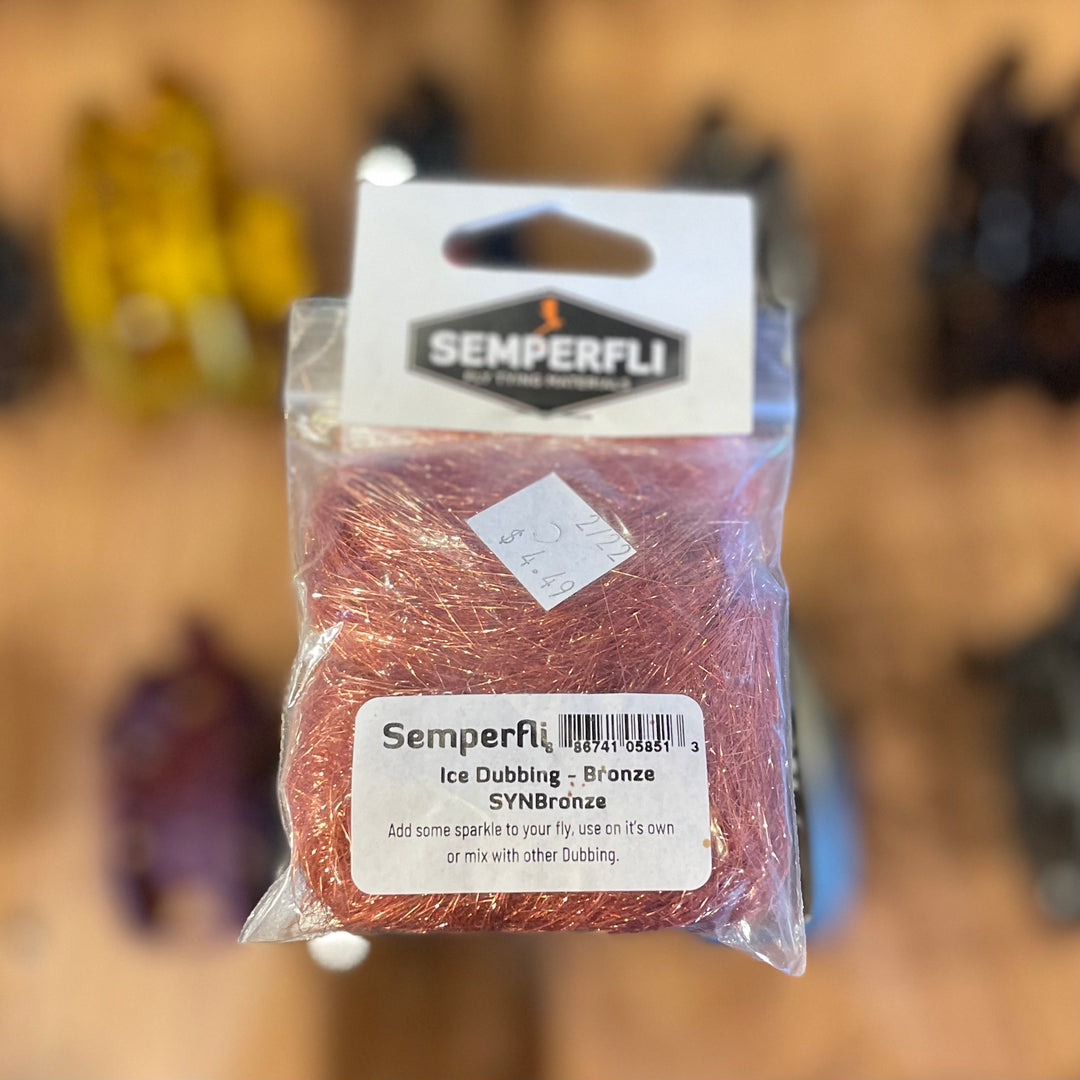 SEMPERFLI
FLY TYING MATERIALS
2/22
$4.49
Semperfli
8 86741 05851 3
Ice Dubbing - Bronze
SYNBronze
Add some sparkle to your fly, use on it's own
or mix with other Dubbing.